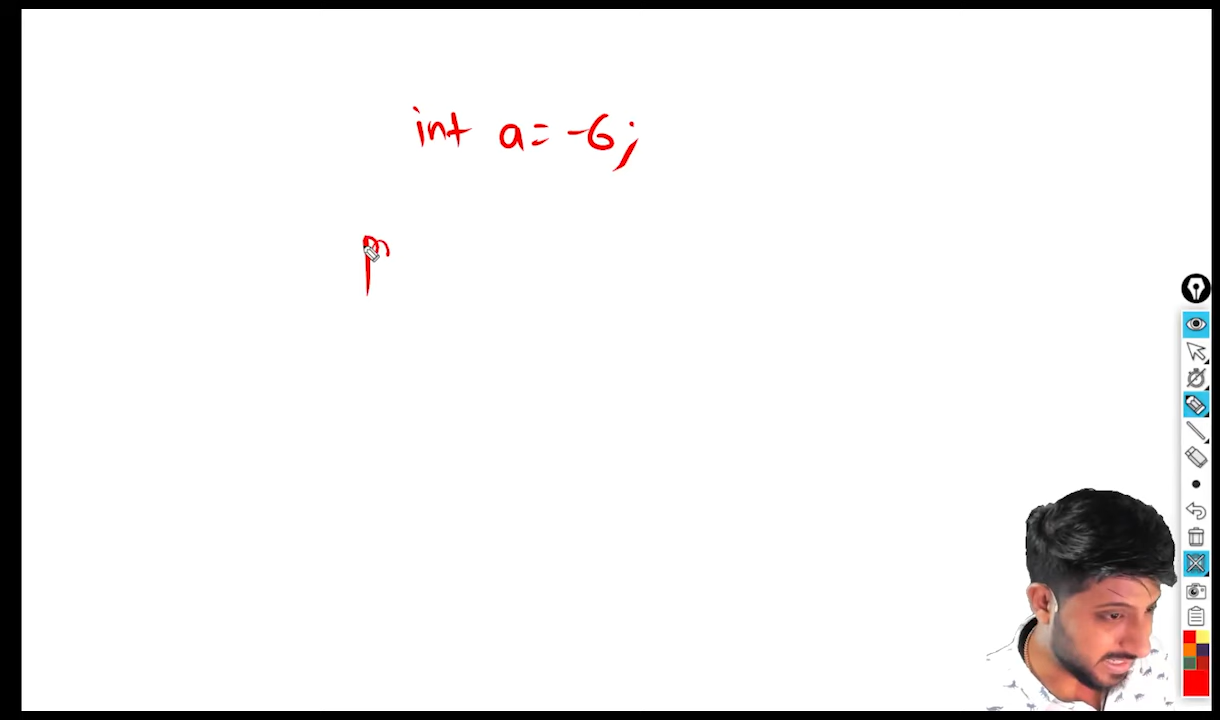 int a = -6;
p